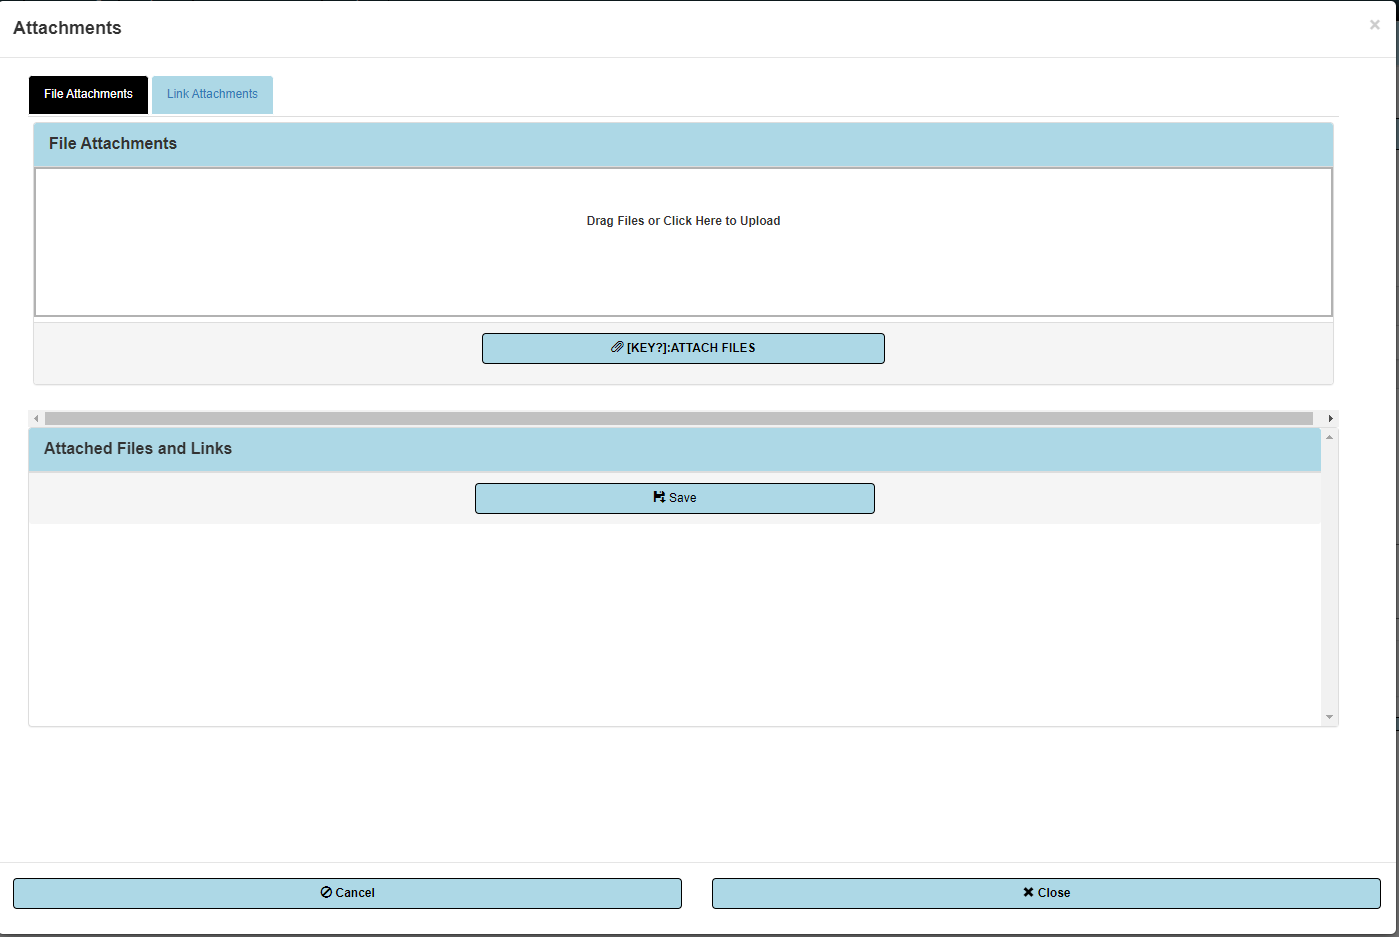 Attachments
File Attachments
Link Attachments
File Attachments
Drag Files or Click Here to Upload
[KEY?]:ATTACH FILES
Attached Files and Links
Save
Cancel
Close